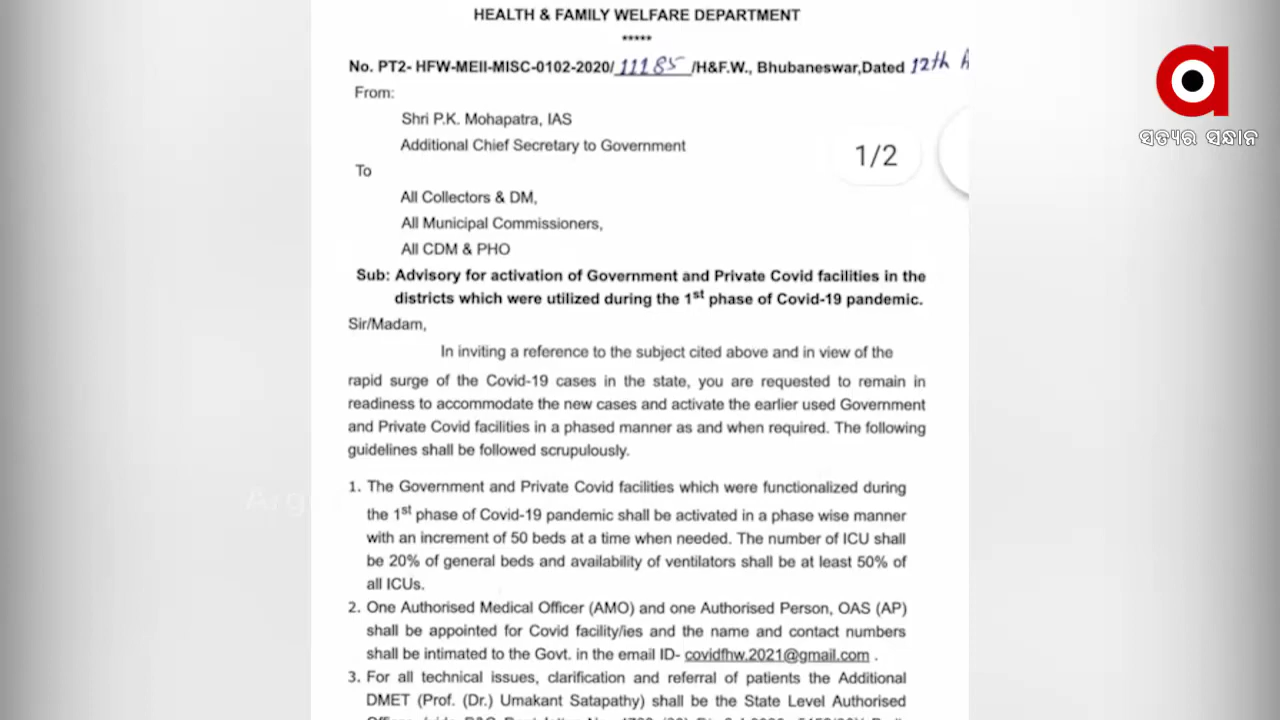 HEALTH & FAMILY WELFARE DEPARTMENT
*****
No. PT2- HFW-MEII-MISC-0102-2020/11185/H&F.W., Bhubaneswar,Dated 12th A
From:
Shri P.K. Mohapatra, IAS
Additional Chief Secretary to Government
1/2
To
All Collectors & DM,
All Municipal Commissioners,
All CDM & PHO
Sub: Advisory for activation of Government and Private Covid facilities in the
districts which were utilized during the 1st phase of Covid-19 pandemic.
Sir/Madam,
In inviting a reference to the subject cited above and in view of the
rapid surge of the Covid-19 cases in the state, you are requested to remain in
readiness to accommodate the new cases and activate the earlier used Government
and Private Covid facilities in a phased manner as and when required. The following
guidelines shall be followed scrupulously.
1. The Government and Private Covid facilities which were functionalized during
the 1st phase of Covid-19 pandemic shall be activated in a phase wise manner
with an increment of 50 beds at a time when needed. The number of ICU shall
be 20% of general beds and availability of ventilators shall be at least 50% of
all ICUs.
2. One Authorised Medical Officer (AMO) and one Authorised Person, OAS (AP)
shall be appointed for Covid facility/ies and the name and contact numbers
shall be intimated to the Govt. in the email ID- covidfhw.2021@gmail.com .
3. For all technical issues, clarification and referral of patients the Additional
DMET (Prof. (Dr.) Umakant Satapathy) shall be the State Level Authorised
ସତ୍ୟର ସନ୍ଧାନ